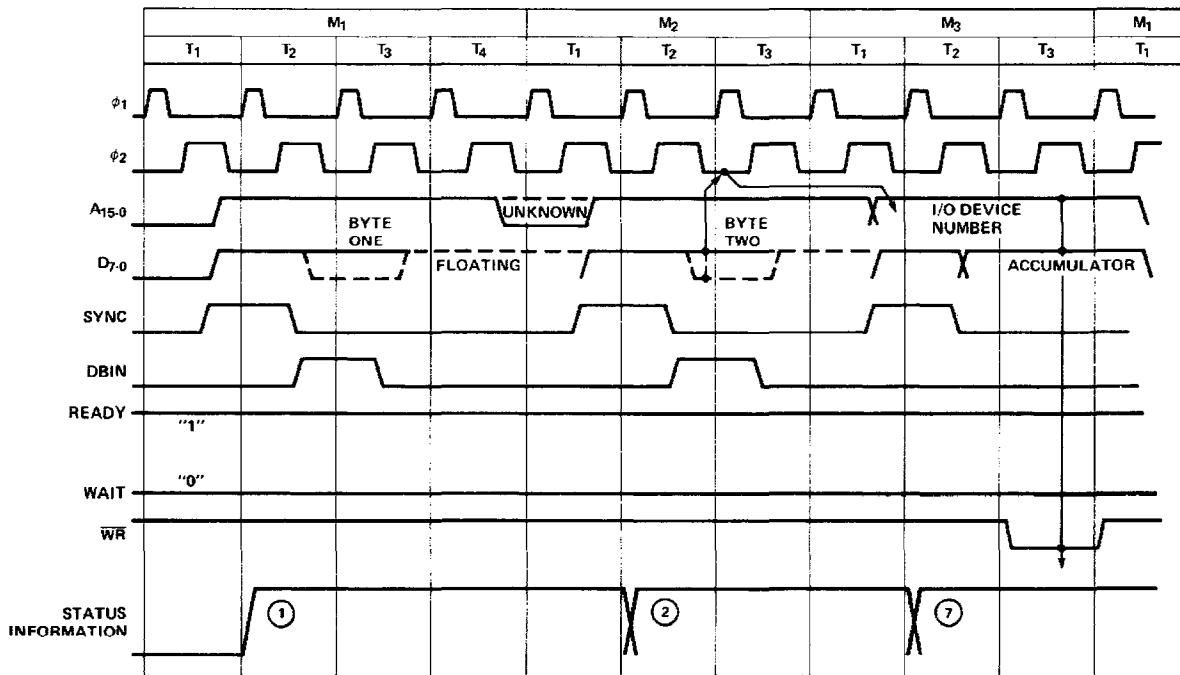 M1 M2 M3 M1
T1 T2 T3 T4 T1 T2 T3 T1 T2 T3 T1
ϕ1
ϕ2
A15-0 UNKNOWN
BYTE ONE
BYTE TWO
I/O DEVICE NUMBER
D7-0 FLOATING ACCUMULATOR
SYNC
DBIN
READY
"1"
WAIT "0"
WR
STATUS INFORMATION 1 2 7